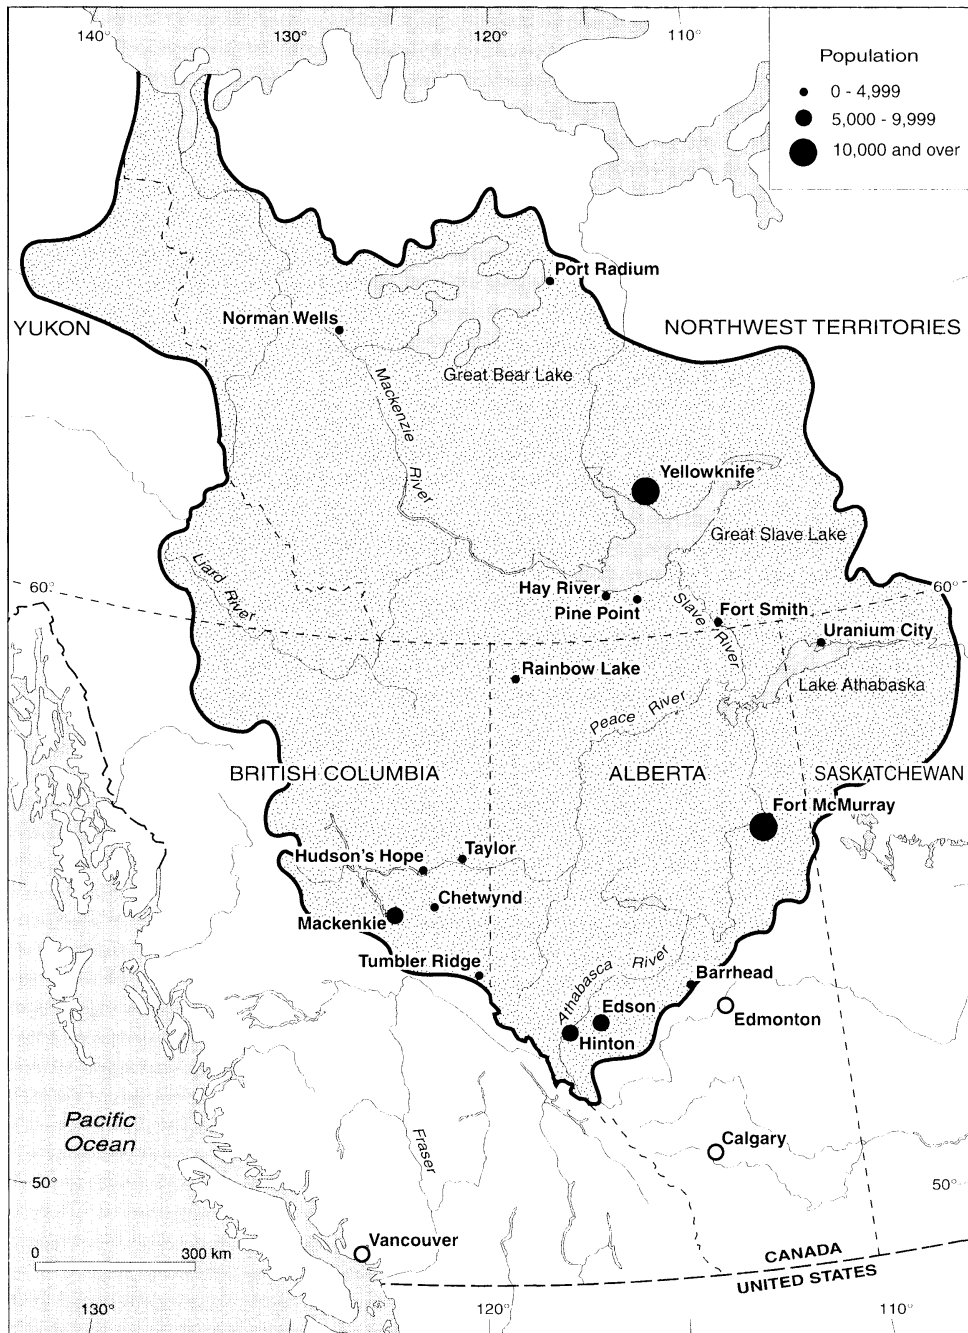 140°
130°
120°
110°
Population
0 - 4,999
5,000 - 9,999
10,000 and over
Port Radium
Norman Wells
YUKON
NORTHWEST TERRITORIES
Great Bear Lake
Mackenzie
River
Yellowknife
Great Slave Lake
Liard
River
60°
60°
Hay River
Pine Point
Slave
River
Fort Smith
Uranium City
Rainbow Lake
Lake Athabaska
Peace River
BRITISH COLUMBIA
ALBERTA
SASKATCHEWAN
Fort McMurray
Hudson's Hope
Taylor
Chetwynd
Mackenkie
Tumbler Ridge
Athabasca
River
Barrhead
Edson
Edmonton
Hinton
Pacific
Ocean
Fraser
Calgary
50°
50°
Vancouver
0
300 km
CANADA
UNITED STATES
130°
120°
110°